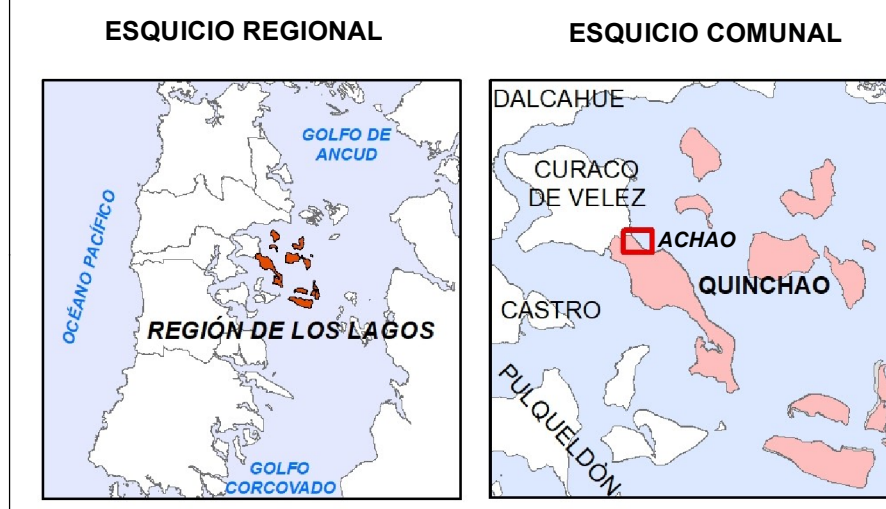 ESQUICIO REGIONAL
GOLFO DE
ANCUD
OCÉANO PACÍFICO
REGIÓN DE LOS LAGOS
GOLFO
CORCOVADO
ESQUICIO COMUNAL
DALCAHUE
CURACO
DE VELEZ
ACHAO
QUINCHAO
CASTRO
PULQUELDÓN